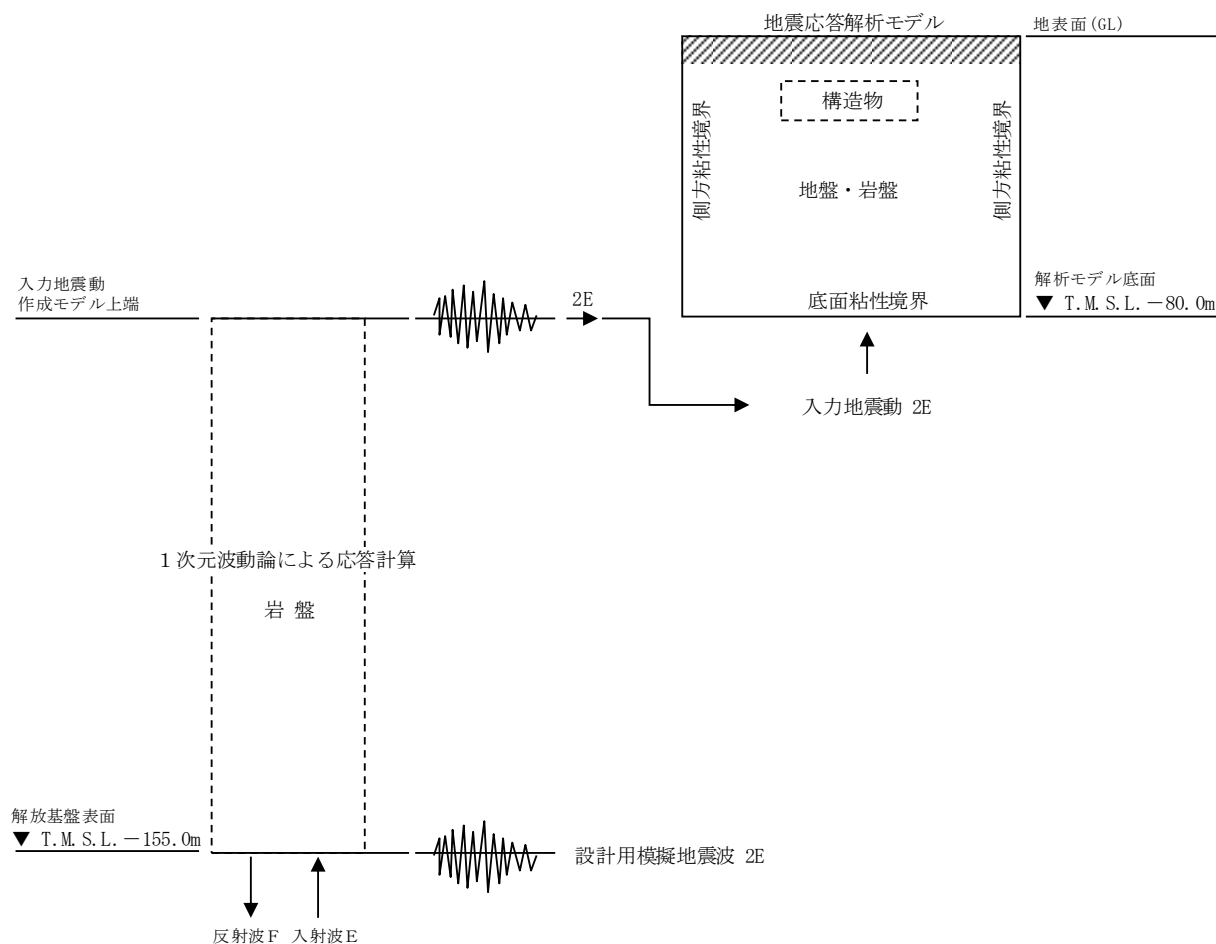 地震応答解析モデル
地表面(GL)
構造物
側方粘性境界
側方粘性境界
地盤・岩盤
解析モデル底面
▼ T.M.S.L.－80.0m
底面粘性境界
入力地震動
作成モデル上端
2E
入力地震動 2E
1次元波動論による応答計算
岩 盤
解放基盤表面
▼ T.M.S.L.－155.0m
設計用模擬地震波 2E
反射波F 入射波E